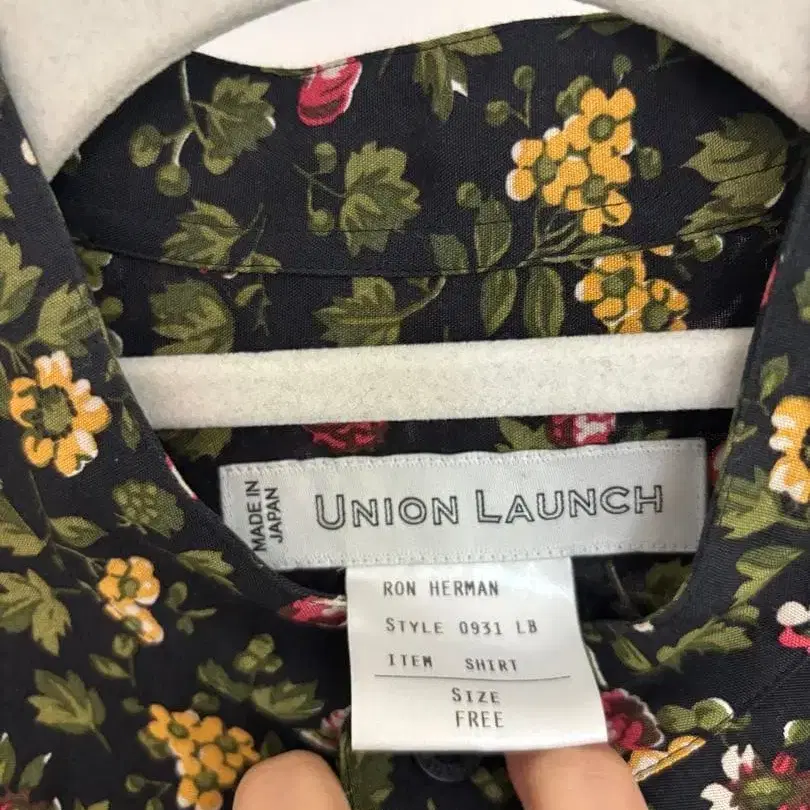 MADE IN
JAPAN
UNION LAUNCH
RON HERMAN
STYLE 0931 LB
ITEM SHIRT
SIZE
FREE